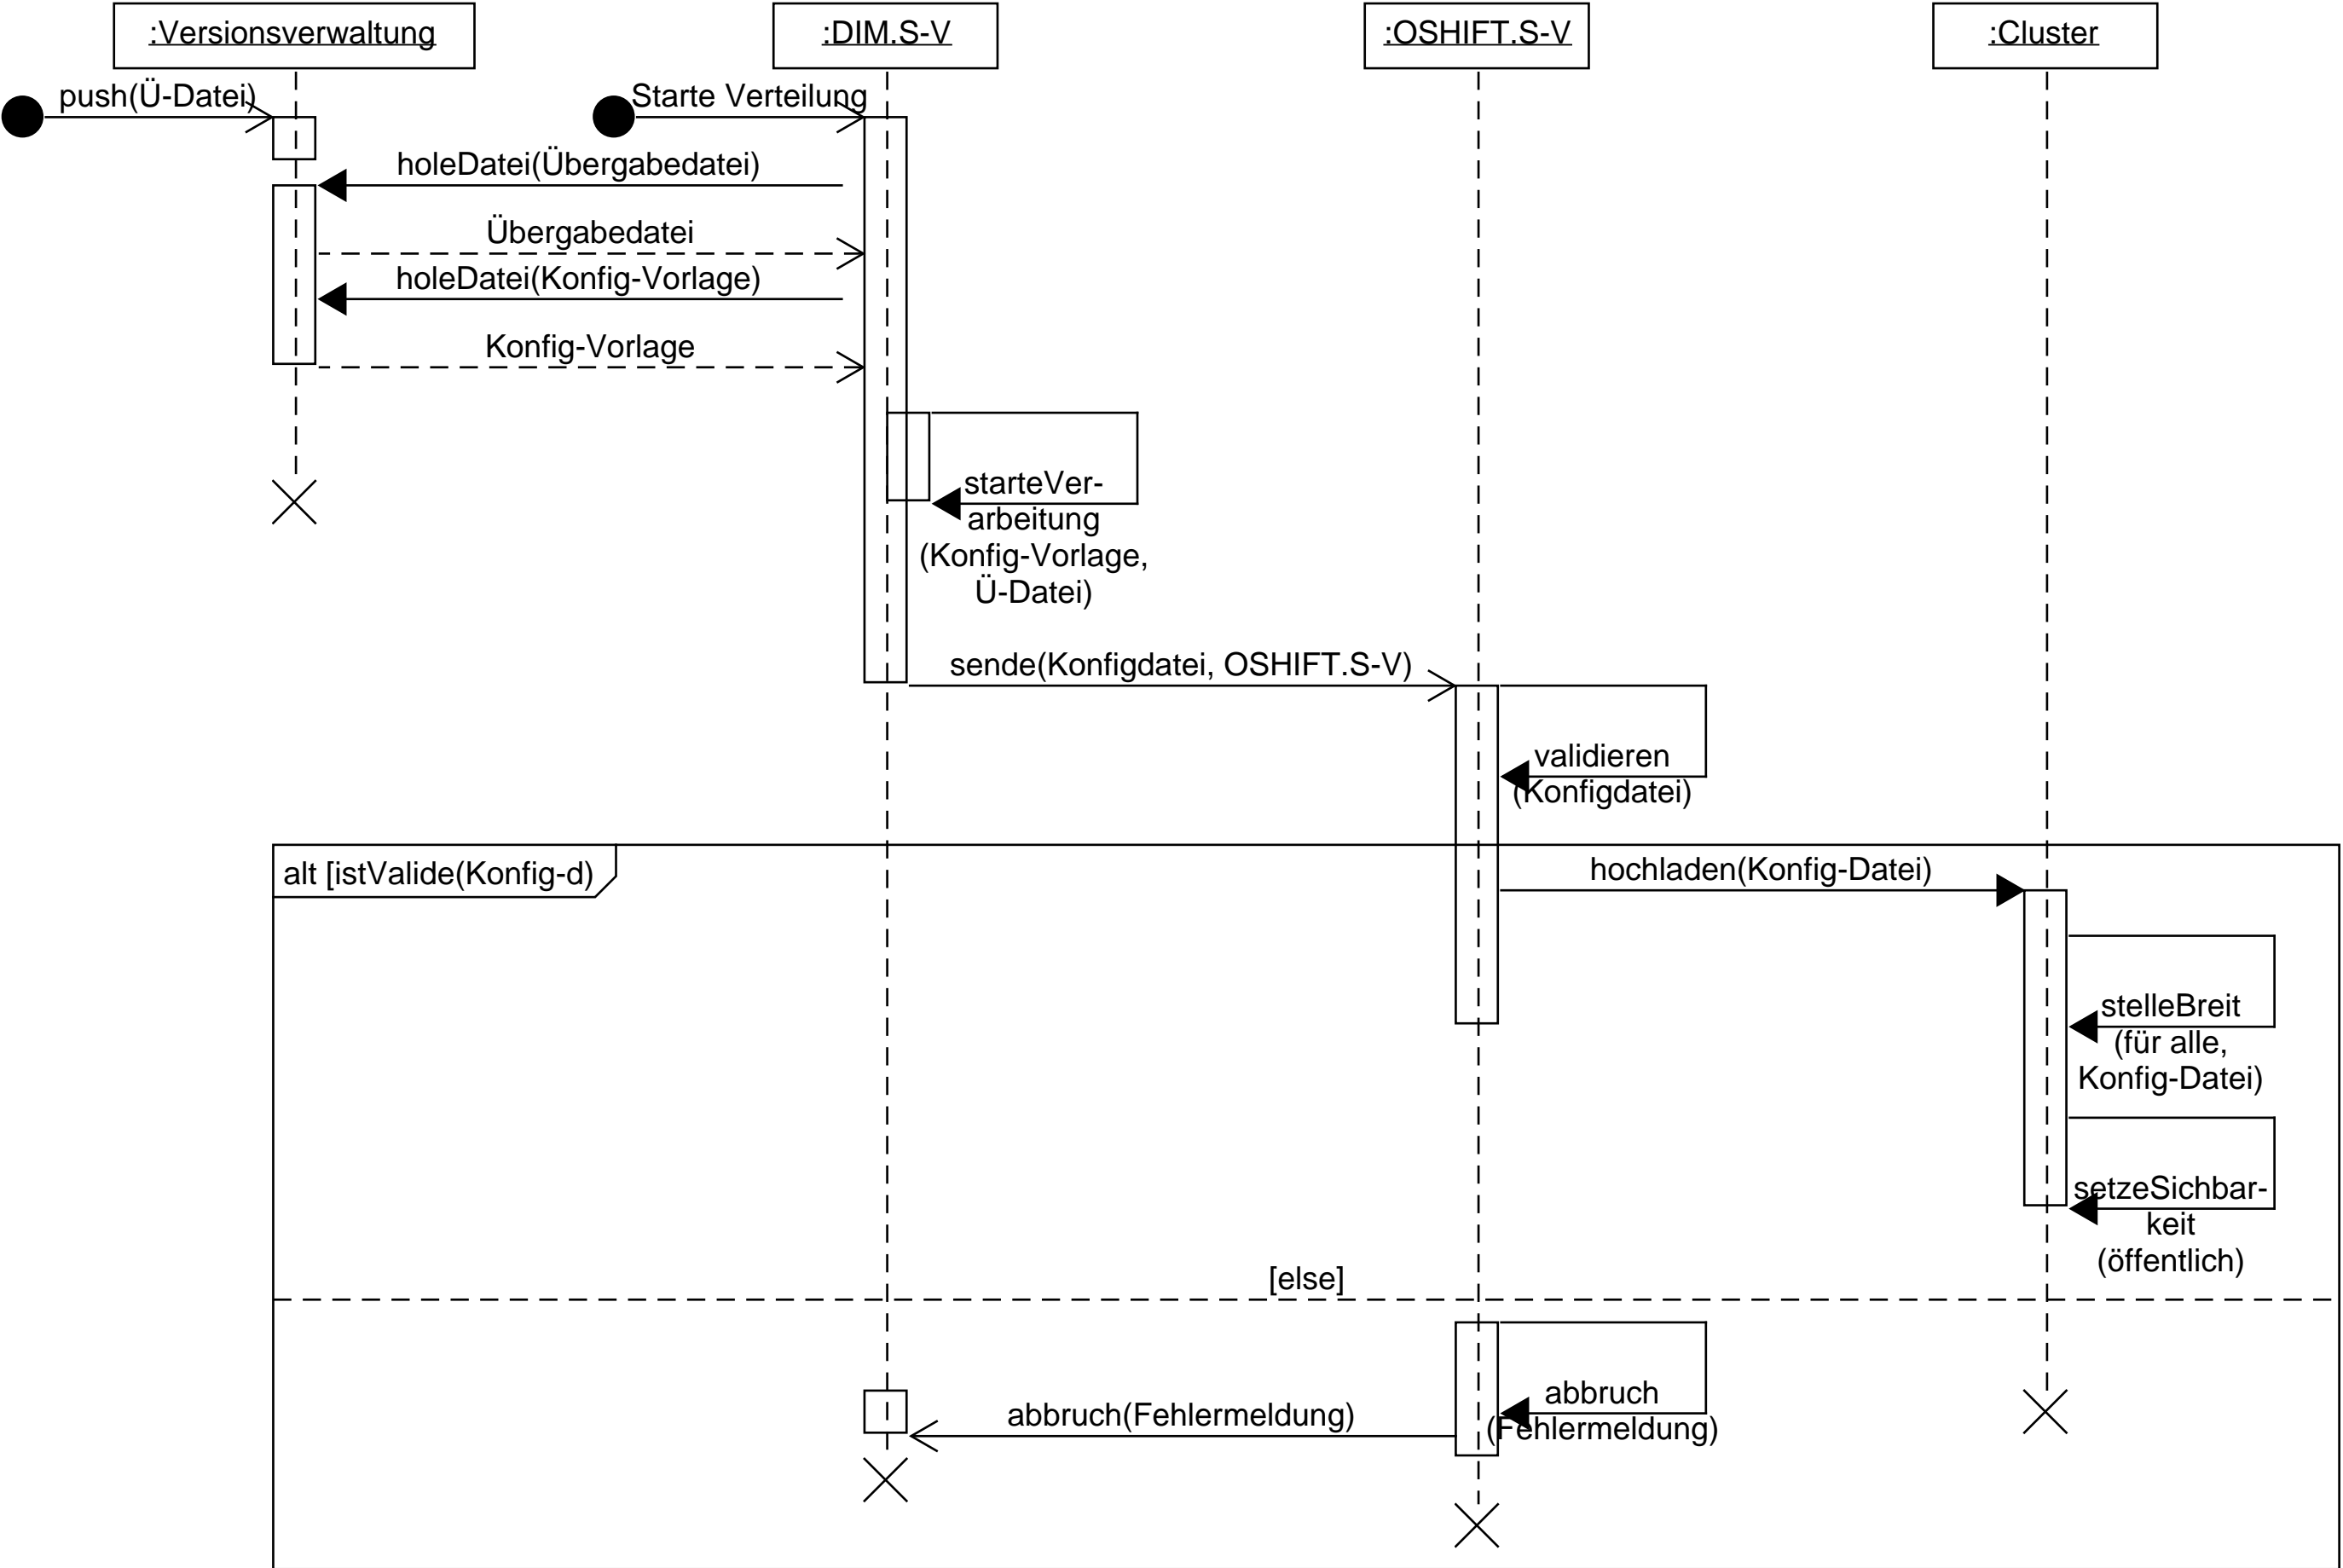 :Versionsverwaltung
:DIM.S-V
:OSHIFT.S-V
:Cluster
push(Ü-Datei)
Starte Verteilung
holeDatei(Übergabedatei)
Übergabedatei
holeDatei(Konfig-Vorlage)
Konfig-Vorlage
starteVer-
arbeitung
(Konfig-Vorlage,
Ü-Datei)
sende(Konfigdatei, OSHIFT.S-V)
validieren
(Konfigdatei)
alt [istValide(Konfig-d)
hochladen(Konfig-Datei)
stelleBreit
(für alle,
Konfig-Datei)
setzeSichbar-
keit
(öffentlich)
[else]
abbruch
(Fehlermeldung)
abbruch(Fehlermeldung)